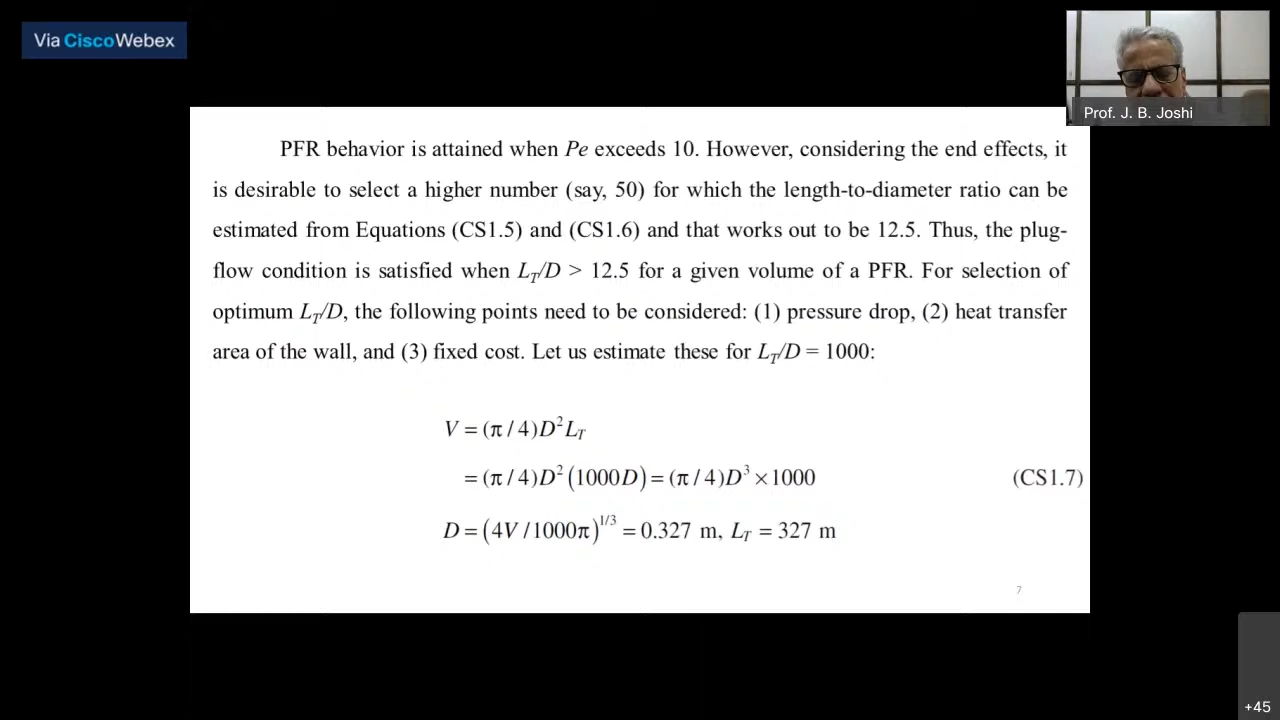 Via CiscoWebex
Prof. J. B. Joshi
PFR behavior is attained when Pe exceeds 10. However, considering the end effects, it
is desirable to select a higher number (say, 50) for which the length-to-diameter ratio can be
estimated from Equations (CS1.5) and (CS1.6) and that works out to be 12.5. Thus, the plug-
flow condition is satisfied when L_T/D > 12.5 for a given volume of a PFR. For selection of
optimum L_T/D, the following points need to be considered: (1) pressure drop, (2) heat transfer
area of the wall, and (3) fixed cost. Let us estimate these for L_T/D = 1000:
V = (π / 4)D²L_T
= (π / 4)D² (1000D) = (π / 4)D³ × 1000 (CS1.7)
D = (4V / 1000π)^1/3 = 0.327 m, L_T = 327 m
7
+45